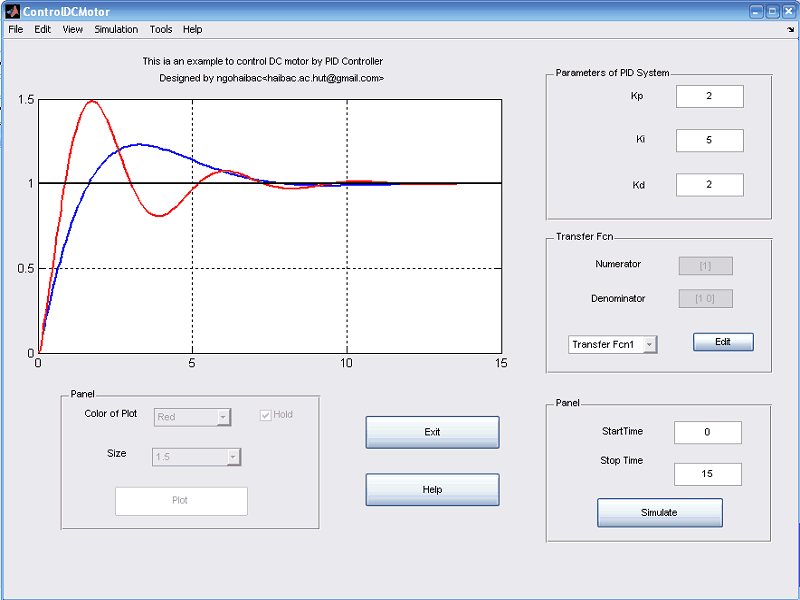 ControlDCMotor
File Edit View Simulation Tools Help
This is an example to control DC motor by PID Controller
Designed by ngohaibac<haibac.ac.hut@gmail.com>
1.5
1
0.5
0
0 5 10 15
Parameters of PID System
Kp 2
Ki 5
Kd 2
Transfer Fcn
Numerator [1]
Denominator [1 0]
Transfer Fcn1 Edit
Panel
Color of Plot Red Hold
Size 1.5
Plot
Exit
Help
Panel
StartTime 0
Stop Time 15
Simulate